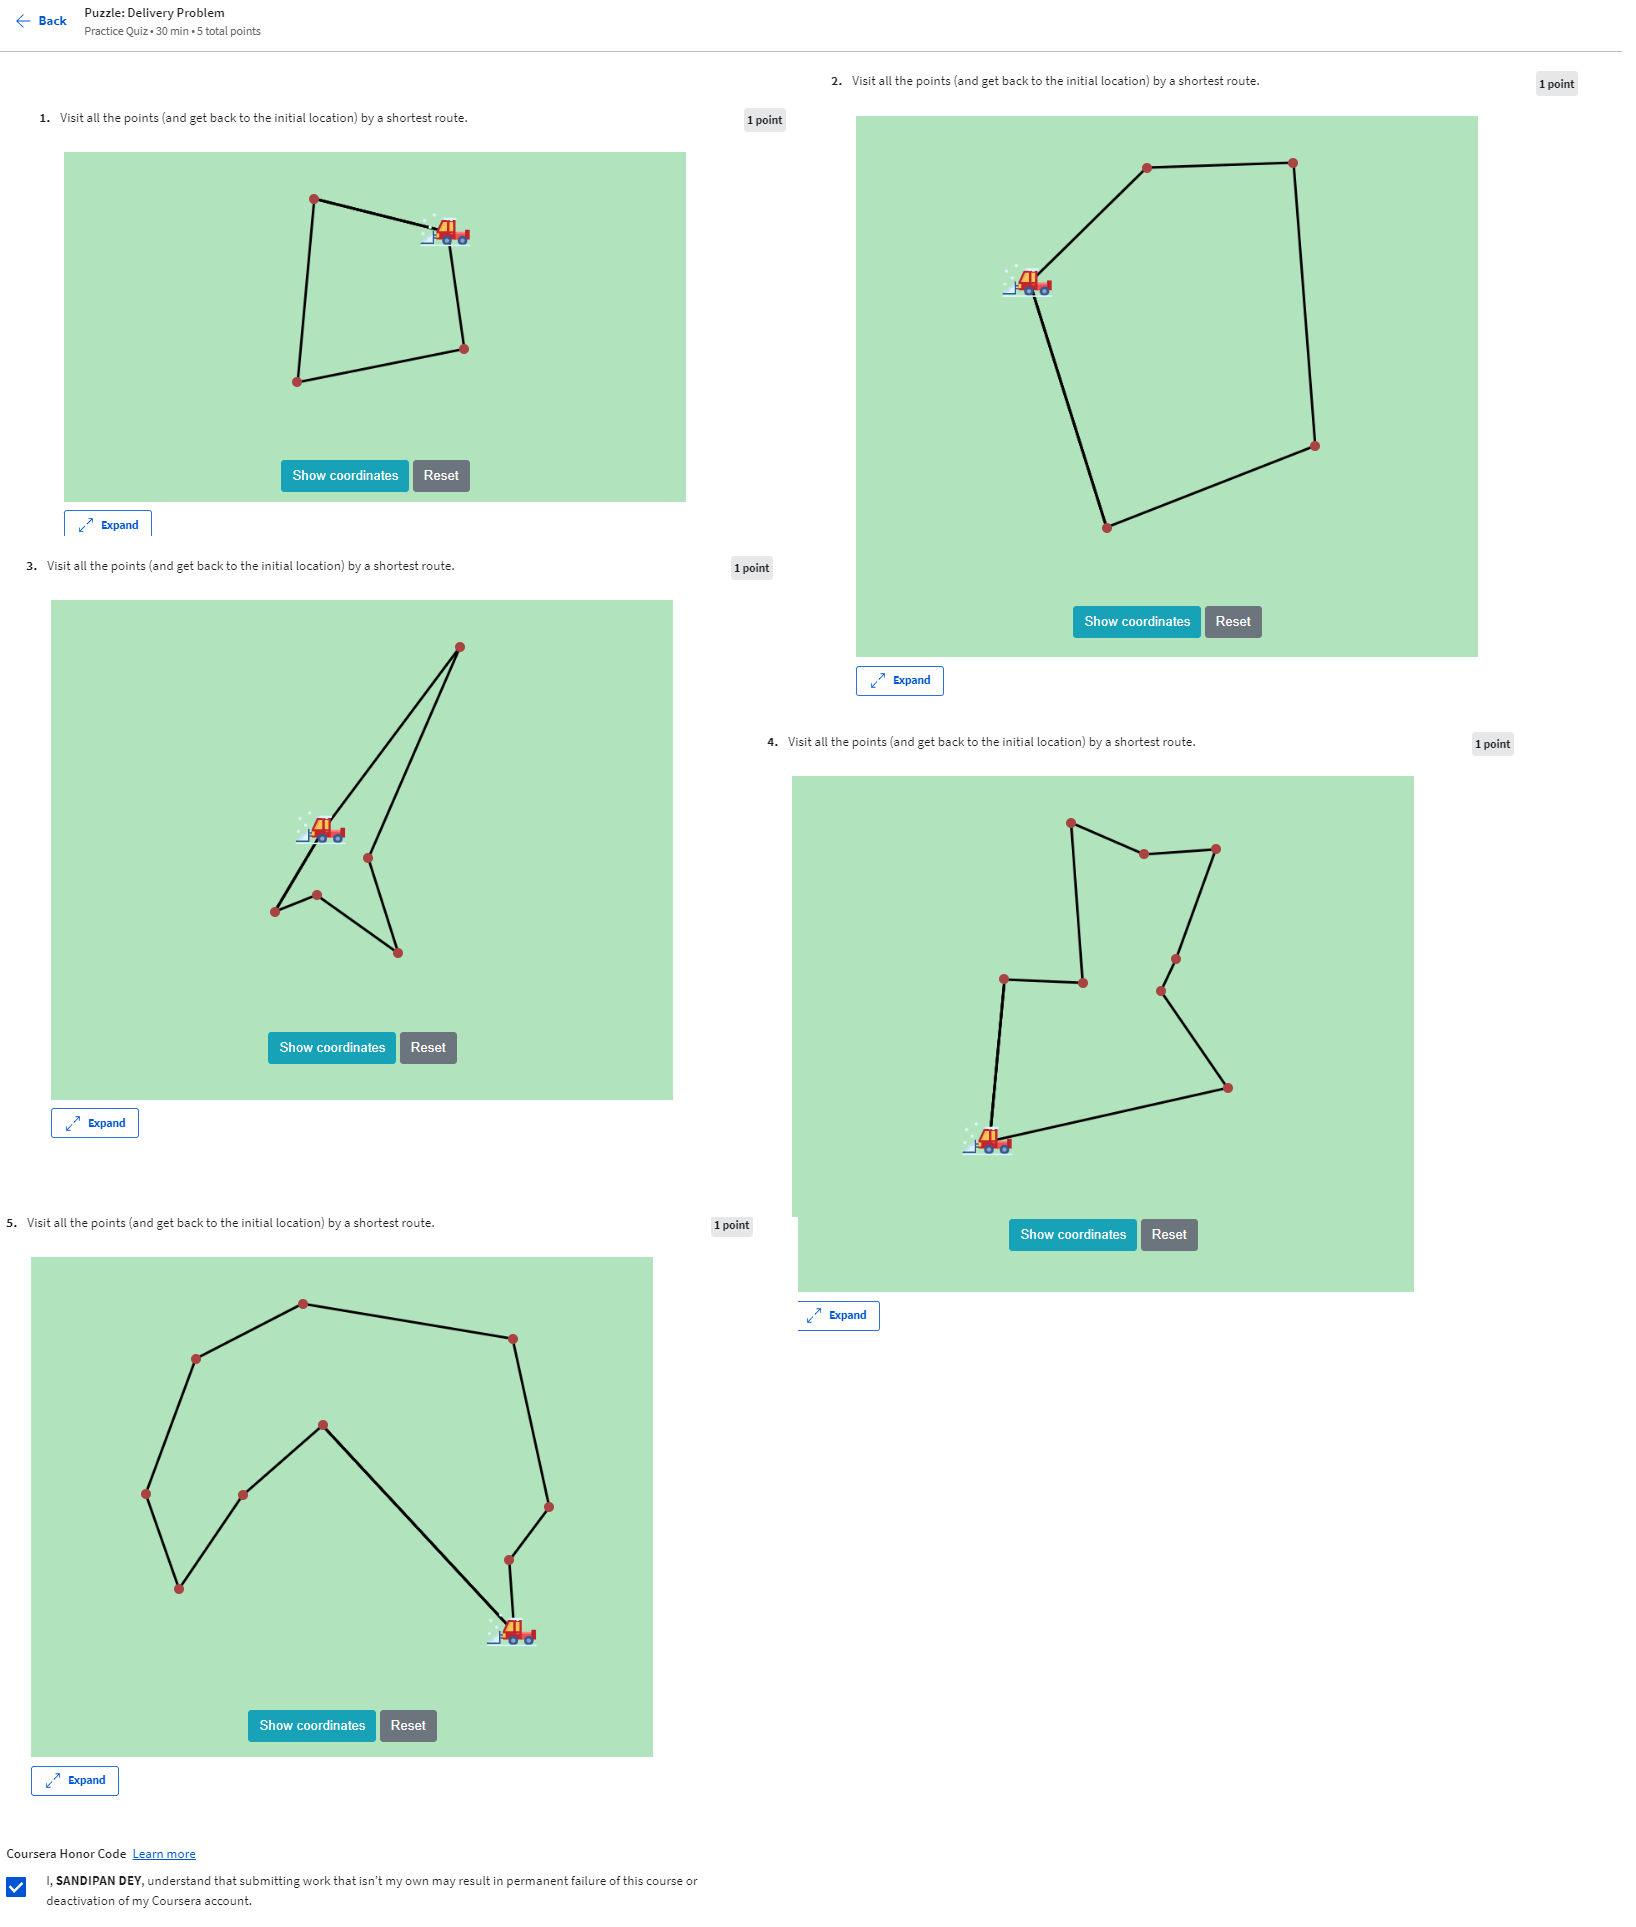 Back
Puzzle: Delivery Problem
Practice Quiz • 30 min • 5 total points
1. Visit all the points (and get back to the initial location) by a shortest route.
1 point
Show coordinates
Reset
Expand
2. Visit all the points (and get back to the initial location) by a shortest route.
1 point
Show coordinates
Reset
Expand
3. Visit all the points (and get back to the initial location) by a shortest route.
1 point
Show coordinates
Reset
Expand
4. Visit all the points (and get back to the initial location) by a shortest route.
1 point
Show coordinates
Reset
Expand
5. Visit all the points (and get back to the initial location) by a shortest route.
1 point
Show coordinates
Reset
Expand
Coursera Honor Code Learn more
I, SANDIPAN DEY, understand that submitting work that isn't my own may result in permanent failure of this course or
deactivation of my Coursera account.